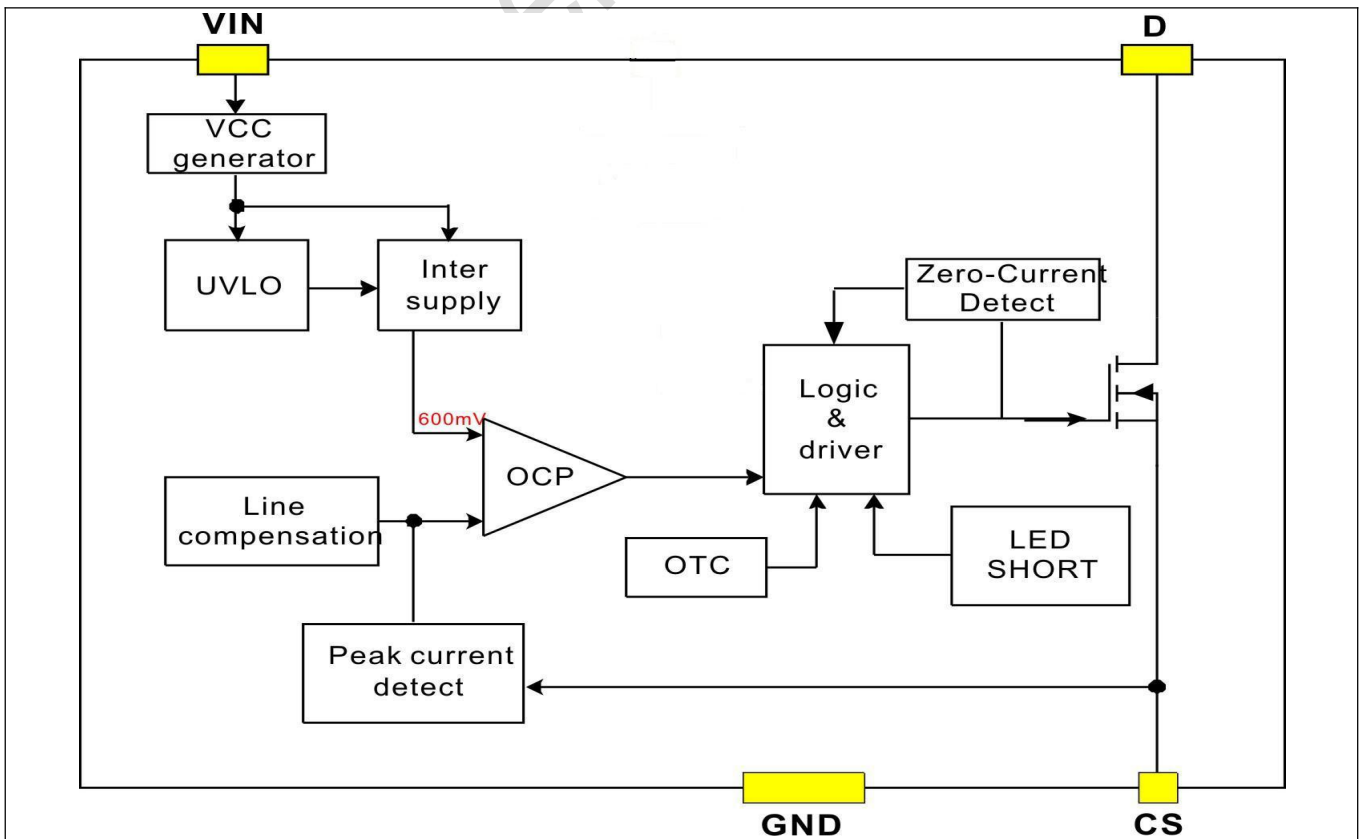 VIN
D
VCC
generator
UVLO
Inter
supply
Zero-Current
Detect
Logic
&
driver
600mV
OCP
Line
compensation
OTC
LED
SHORT
Peak current
detect
GND
CS